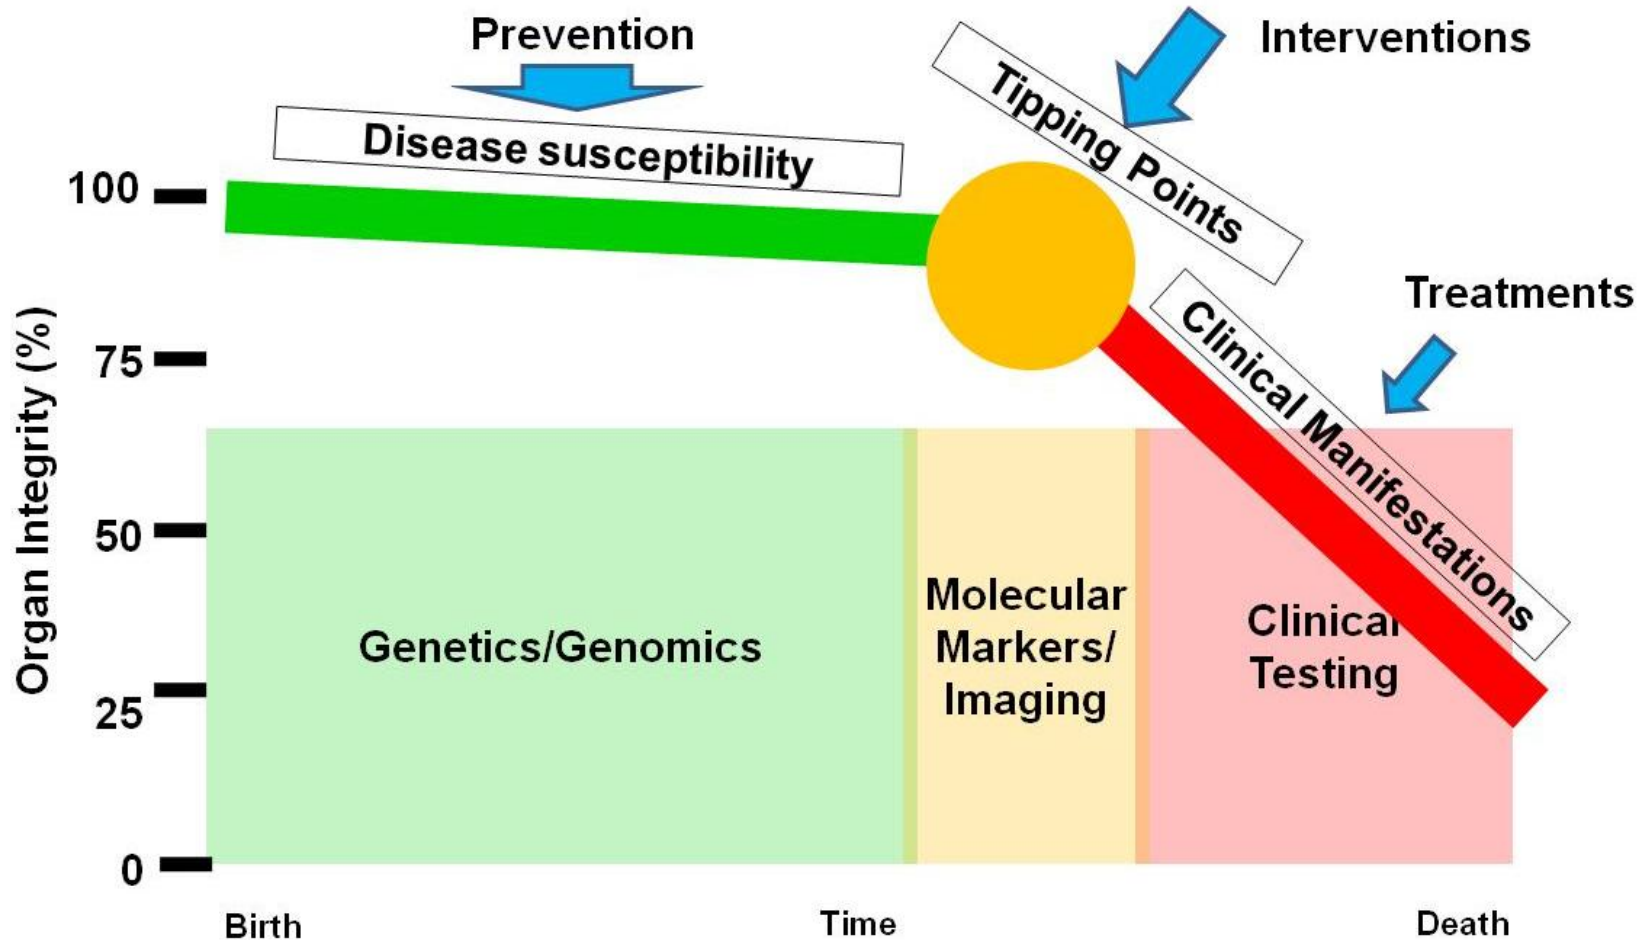 Prevention
Interventions
Tipping Points
Disease susceptibility
100
Treatments
Clinical Manifestations
75
Organ Integrity (%)
50
Molecular
Markers/
Imaging
Genetics/Genomics
Clinical
Testing
25
0
Birth
Time
Death